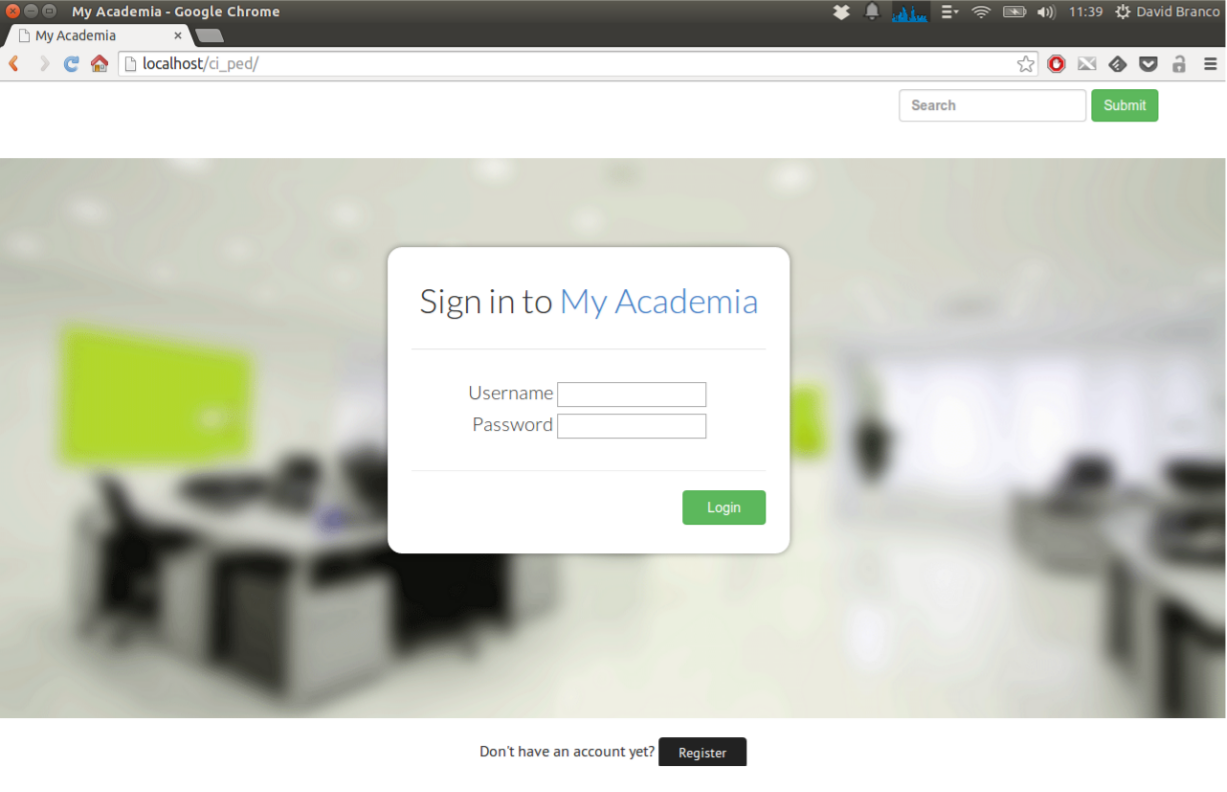 My Academia - Google Chrome
11:39 David Branco
My Academia
localhost/ci_ped/
Search Submit
Sign in to My Academia
Username
Password
Login
Don't have an account yet? Register